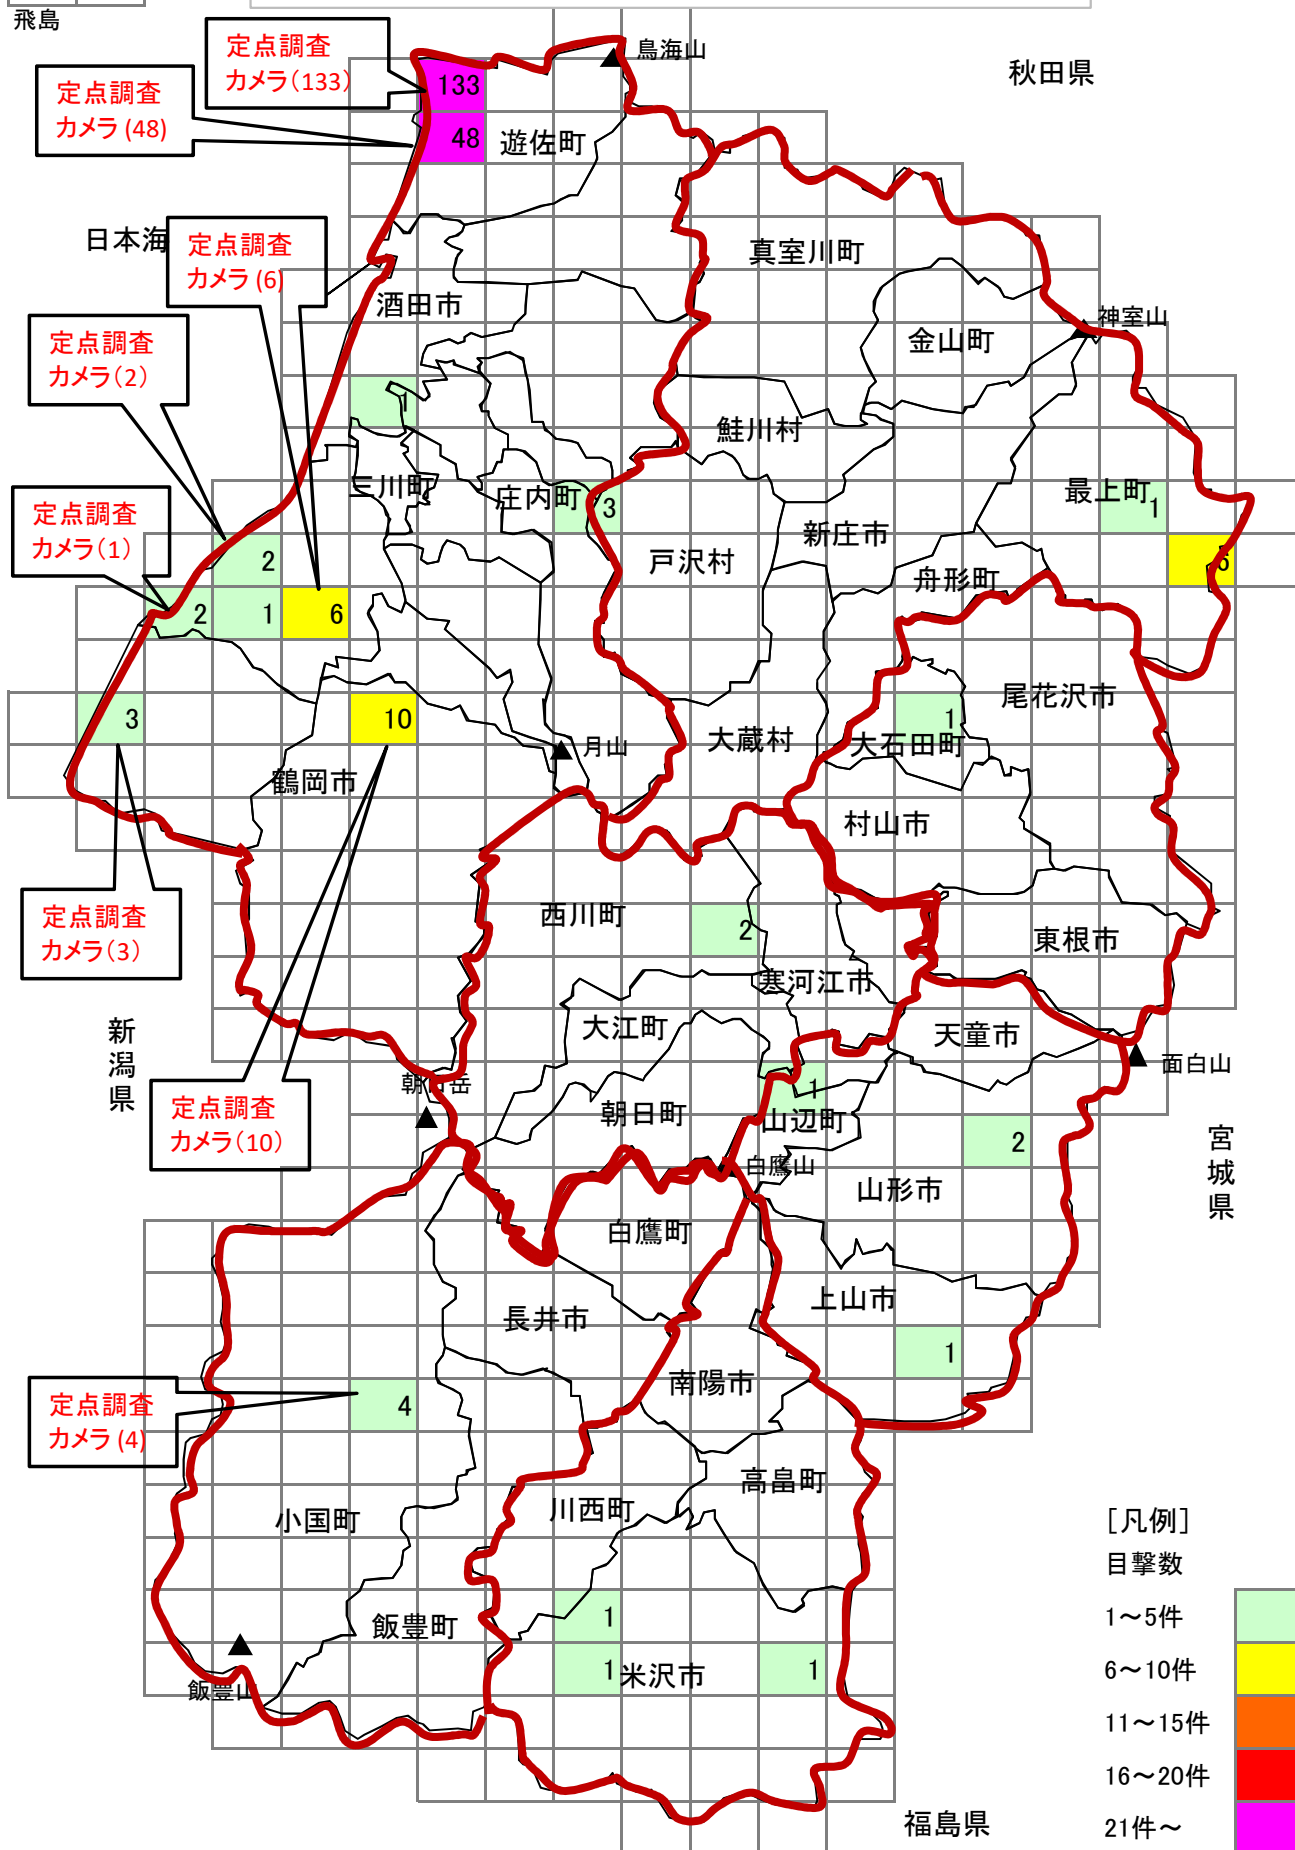 飛島
定点調査
カメラ(133)
鳥海山
秋田県
定点調査
カメラ(48)
133
48
遊佐町
日本海
定点調査
カメラ(6)
真室川町
酒田市
神室山
金山町
定点調査
カメラ(2)
鮭川村
三川町
庄内町
3
最上町
1
定点調査
カメラ(1)
新庄市
戸沢村
舟形町
2
6
2
1
6
尾花沢市
3
10
1
大蔵村
大石田町
月山
鶴岡市
村山市
定点調査
カメラ(3)
西川町
2
東根市
寒河江市
新潟県
大江町
天童市
面白山
朝日岳
定点調査
カメラ(10)
1
朝日町
山辺町
2
宮城県
白鷹山
山形市
白鷹町
上山市
長井市
1
南陽市
定点調査
カメラ(4)
4
高畠町
川西町
小国町
[凡例]
目撃数
1
1～5件
飯豊町
1
米沢市
1
6～10件
飯豊山
11～15件
16～20件
福島県
21件～